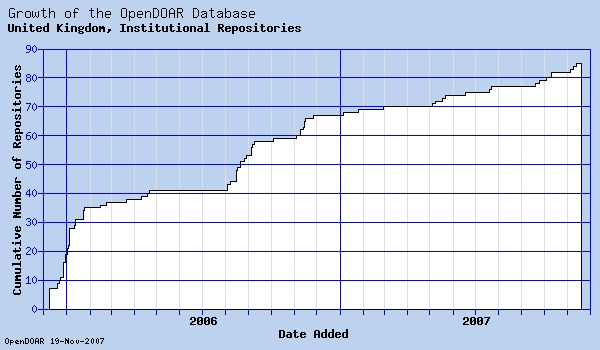 Growth of the OpenDOAR Database
United Kingdom, Institutional Repositories
Cumulative Number of Repositories
90
80
70
60
50
40
30
20
10
0
2006
2007
Date Added
OpenDOAR 19-Nov-2007